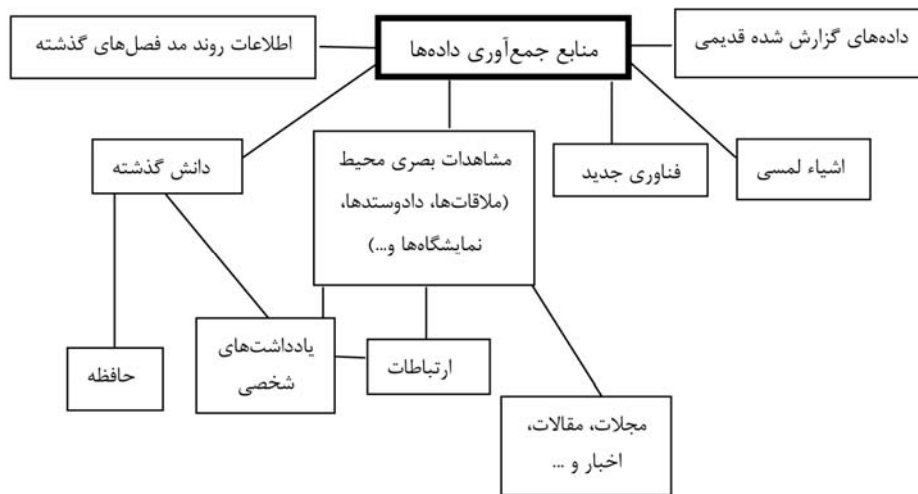 منابع جمع‌آوری داده‌ها
داده‌های گزارش شده قدیمی
اطلاعات روند مد فصل‌های گذشته
اشیاء لمسی
فناوری جدید
مشاهدات بصری محیط
(ملاقات‌ها، دادوستدها،
نمایشگاه‌ها و...)
دانش گذشته
مجلات، مقالات،
اخبار و ...
ارتباطات
یادداشت‌های
شخصی
حافظه